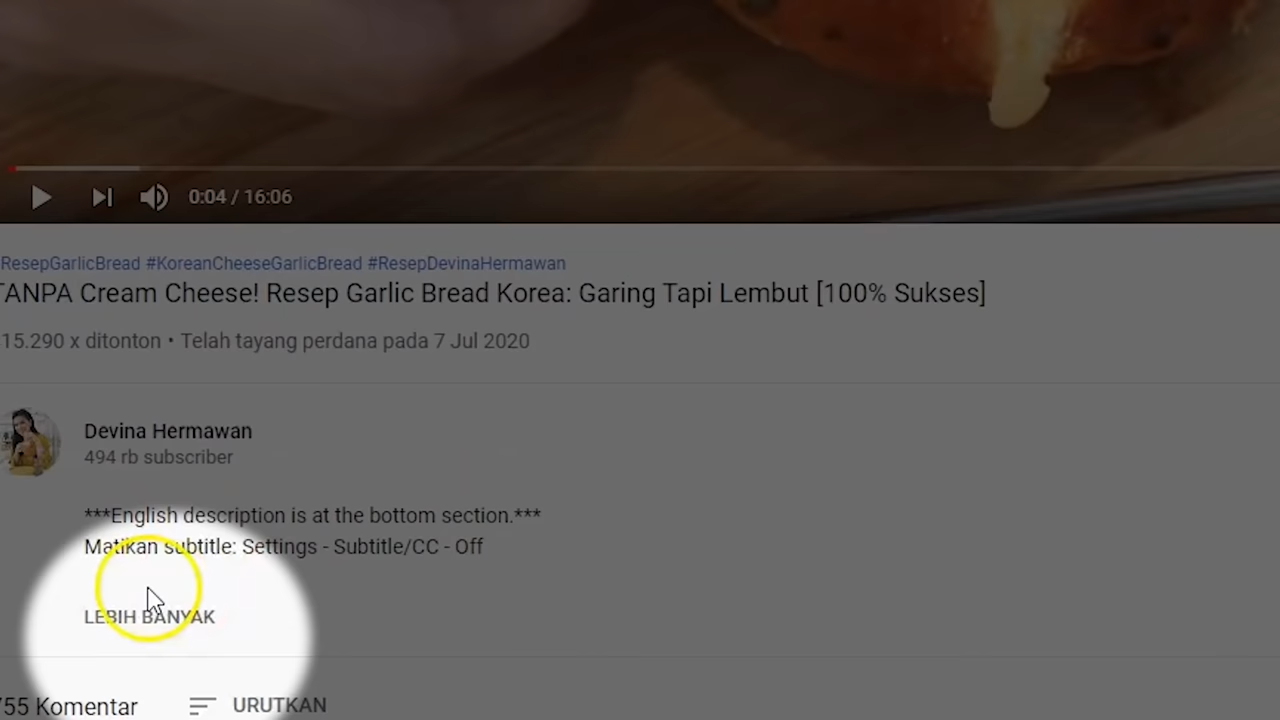 0:04 / 16:06
ResepGarlicBread #KoreanCheeseGarlicBread #ResepDevinaHermawan
TANPA Cream Cheese! Resep Garlic Bread Korea: Garing Tapi Lembut [100% Sukses]
15.290 x ditonton • Telah tayang perdana pada 7 Jul 2020
Devina Hermawan
494 rb subscriber
***English description is at the bottom section.***
Matikan subtitle: Settings - Subtitle/CC - Off
LEBIH BANYAK
755 Komentar
URUTKAN